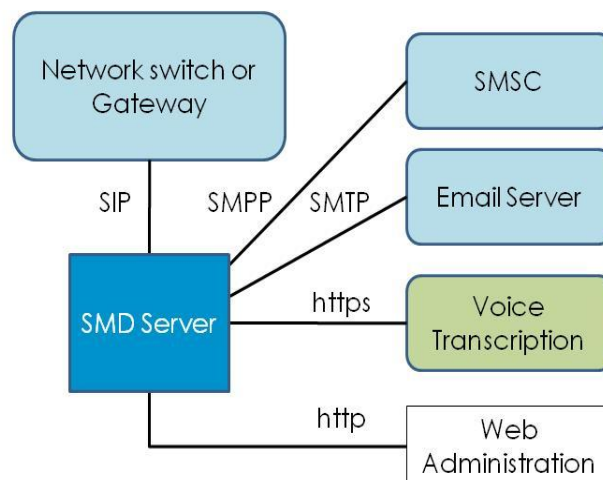 Network switch or
Gateway
SMSC
SIP
SMPP
SMTP
Email Server
SMD Server
https
Voice
Transcription
http
Web
Administration